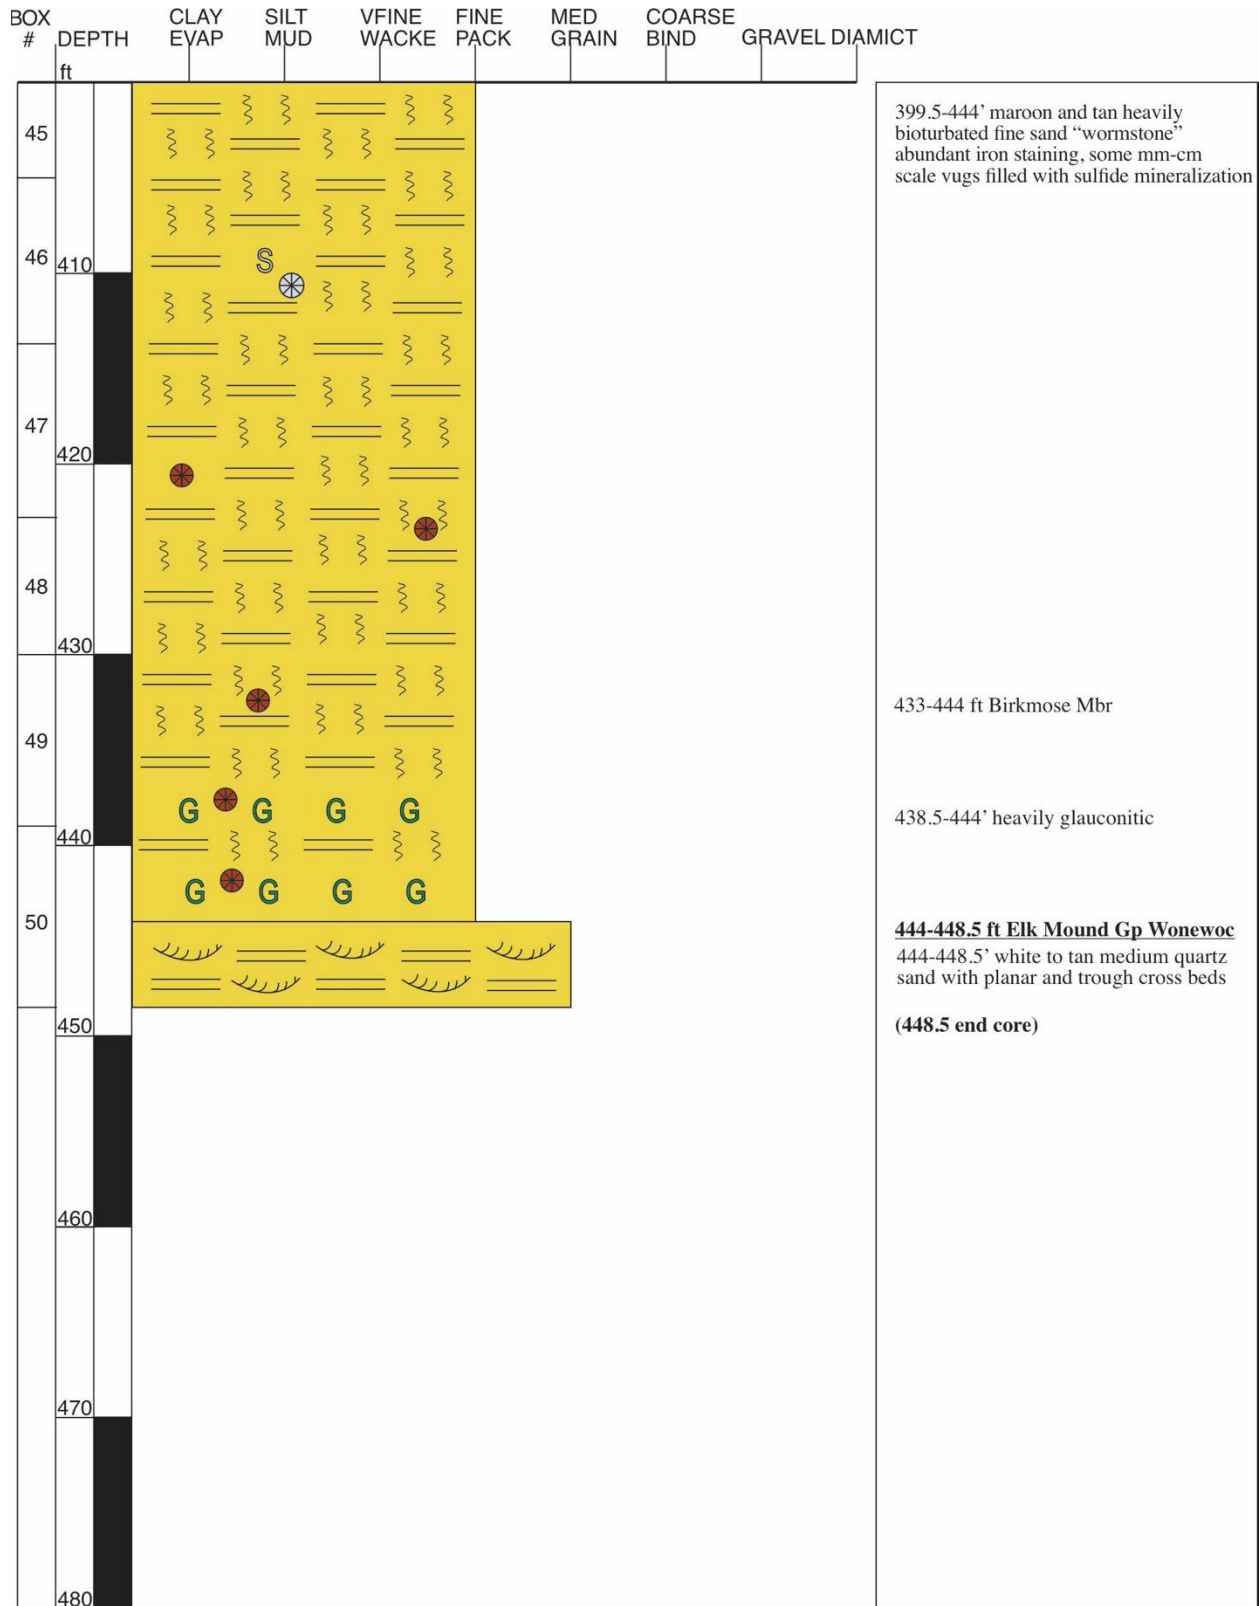 BOX # DEPTH
CLAY EVAP
SILT MUD
VFINE WACKE
FINE PACK
MED GRAIN
COARSE BIND
GRAVEL DIAMICT
ft
399.5-444’ maroon and tan heavily
bioturbated fine sand “wormstone”
abundant iron staining, some mm-cm
scale vugs filled with sulfide mineralization
45
46
410
S
47
420
48
430
433-444 ft Birkmose Mbr
49
G G G G
438.5-444’ heavily glauconitic
440
G G G G
50
444-448.5 ft Elk Mound Gp Wonewoc
444-448.5’ white to tan medium quartz
sand with planar and trough cross beds
450
(448.5 end core)
460
470
480